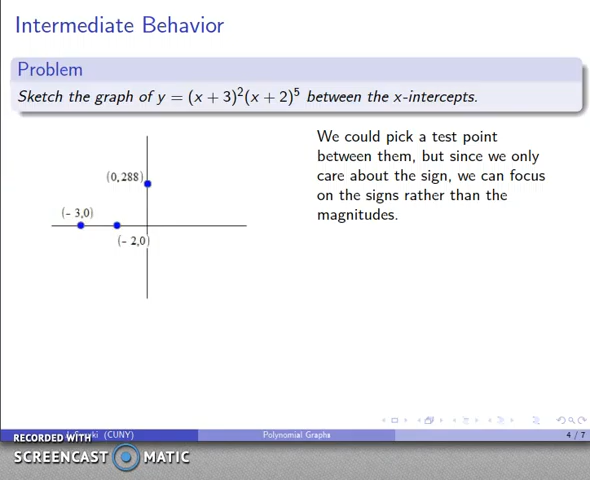 Intermediate Behavior
Problem
Sketch the graph of y = (x + 3)²(x + 2)⁵ between the x-intercepts.
We could pick a test point
between them, but since we only
care about the sign, we can focus
on the signs rather than the
magnitudes.
(0,288)
(- 3,0)
(- 2,0)
(CUNY)
Polynomial Graphs
4 / 7
RECORDED WITH
SCREENCAST MATIC